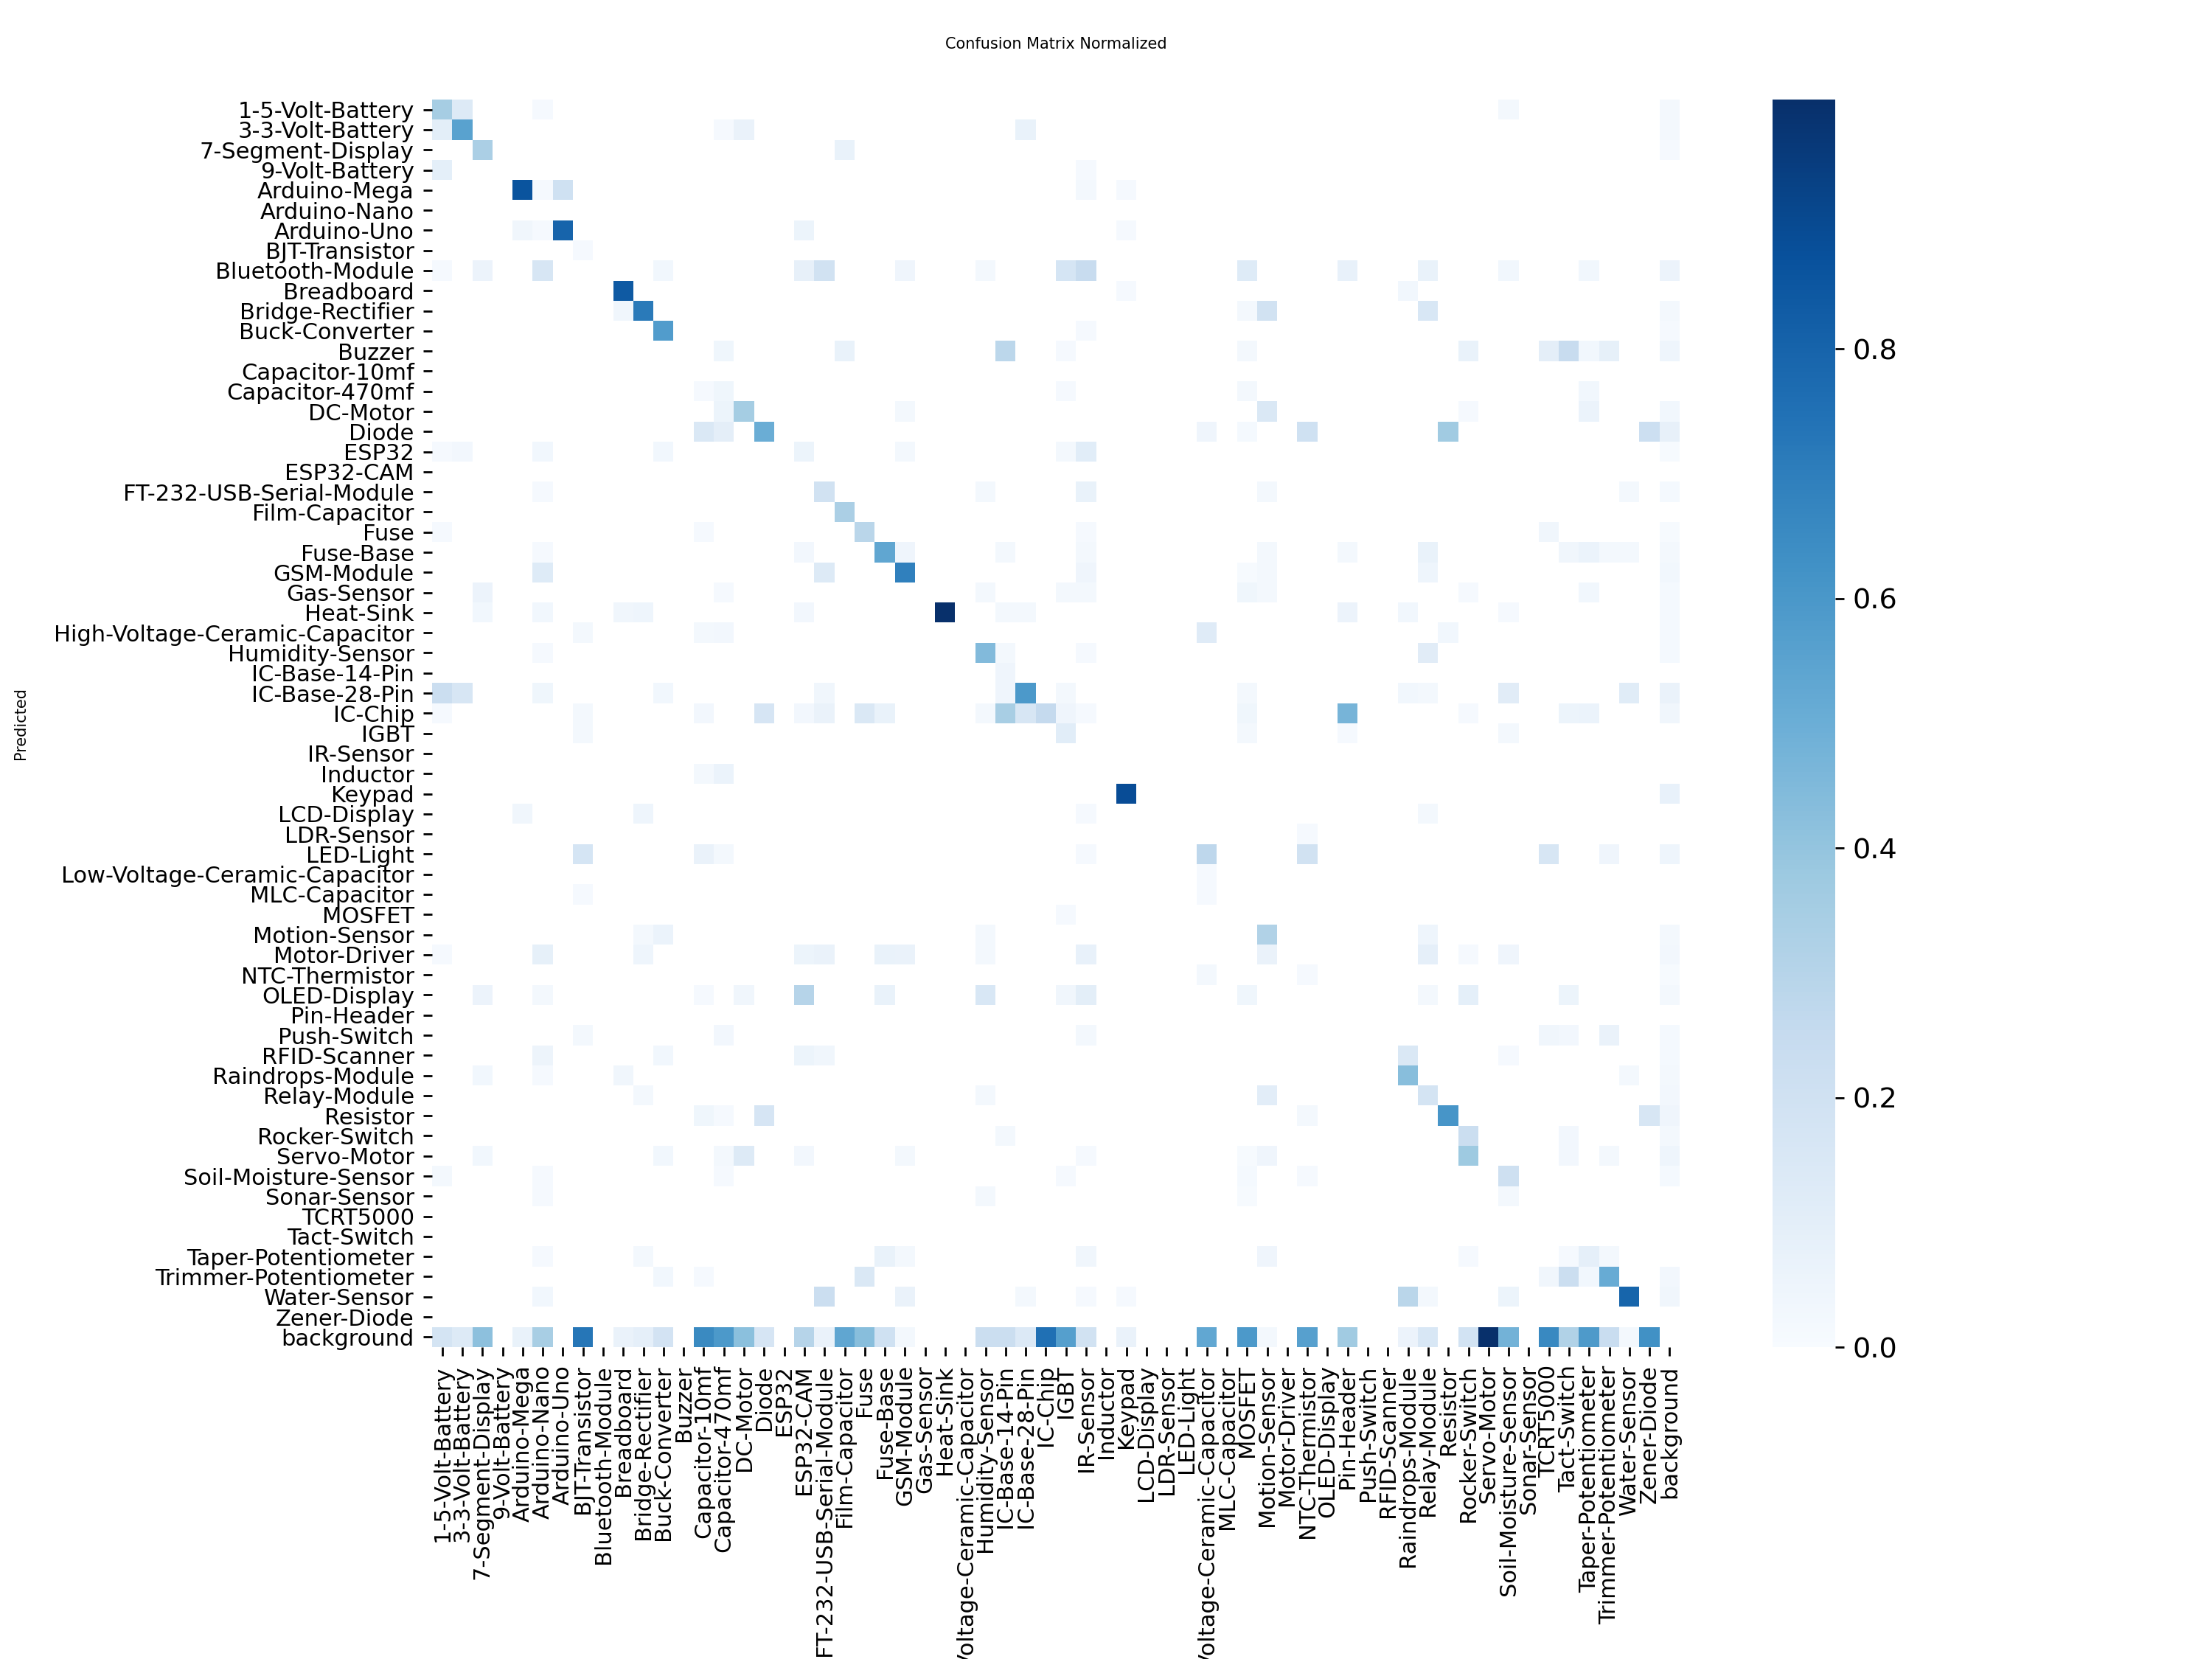 Confusion Matrix Normalized
1-5-Volt-Battery
3-3-Volt-Battery
7-Segment-Display
9-Volt-Battery
Arduino-Mega
Arduino-Nano
Arduino-Uno
BJT-Transistor
Bluetooth-Module
Breadboard
Bridge-Rectifier
Buck-Converter
Buzzer
Capacitor-10mf
Capacitor-470mf
DC-Motor
Diode
ESP32
ESP32-CAM
FT-232-USB-Serial-Module
Film-Capacitor
Fuse
Fuse-Base
GSM-Module
Gas-Sensor
Heat-Sink
High-Voltage-Ceramic-Capacitor
Humidity-Sensor
IC-Base-14-Pin
IC-Base-28-Pin
IC-Chip
IGBT
IR-Sensor
Inductor
Keypad
LCD-Display
LDR-Sensor
LED-Light
Low-Voltage-Ceramic-Capacitor
MLC-Capacitor
MOSFET
Motion-Sensor
Motor-Driver
NTC-Thermistor
OLED-Display
Pin-Header
Push-Switch
RFID-Scanner
Raindrops-Module
Relay-Module
Resistor
Rocker-Switch
Servo-Motor
Soil-Moisture-Sensor
Sonar-Sensor
TCRT5000
Tact-Switch
Taper-Potentiometer
Trimmer-Potentiometer
Water-Sensor
Zener-Diode
background
Predicted
1-5-Volt-Battery
3-3-Volt-Battery
7-Segment-Display
9-Volt-Battery
Arduino-Mega
Arduino-Nano
Arduino-Uno
BJT-Transistor
Bluetooth-Module
Breadboard
Bridge-Rectifier
Buck-Converter
Buzzer
Capacitor-10mf
Capacitor-470mf
DC-Motor
Diode
ESP32
ESP32-CAM
FT-232-USB-Serial-Module
Film-Capacitor
Fuse
Fuse-Base
GSM-Module
Gas-Sensor
Heat-Sink
Voltage-Ceramic-Capacitor
Humidity-Sensor
IC-Base-14-Pin
IC-Base-28-Pin
IC-Chip
IGBT
IR-Sensor
Inductor
Keypad
LCD-Display
LDR-Sensor
LED-Light
Voltage-Ceramic-Capacitor
MLC-Capacitor
MOSFET
Motion-Sensor
Motor-Driver
NTC-Thermistor
OLED-Display
Pin-Header
Push-Switch
RFID-Scanner
Raindrops-Module
Relay-Module
Resistor
Rocker-Switch
Servo-Motor
Soil-Moisture-Sensor
Sonar-Sensor
TCRT5000
Tact-Switch
Taper-Potentiometer
Trimmer-Potentiometer
Water-Sensor
Zener-Diode
background
0.8
0.6
0.4
0.2
0.0